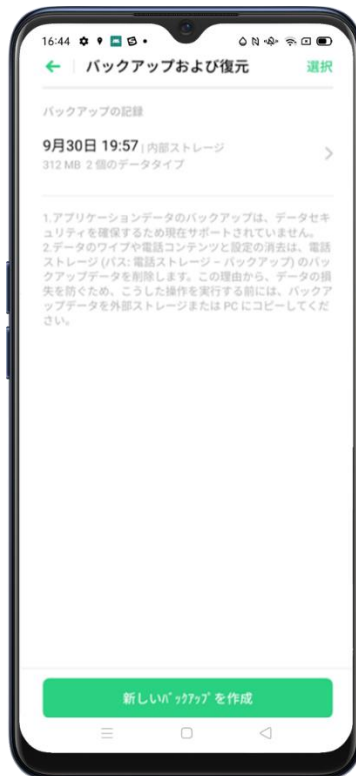 16:44
← バックアップおよび復元 選択
バックアップの記録
9月30日 19:57 | 内部ストレージ
312 MB 2 個のデータタイプ
1.アプリケーションデータのバックアップは、データセキ
ュリティを確保するため現在サポートされていません。
2.データのワイプや電話コンテンツと設定の消去は、電話
ストレージ (パス: 電話ストレージ – バックアップ) のバッ
クアップデータを削除します。この理由から、データの損
失を防ぐため、こうした操作を実行する前には、バックア
ップデータを外部ストレージまたは PC にコピーしてくだ
さい。
新しいﾊﾞｯｸｱｯﾌﾟを作成